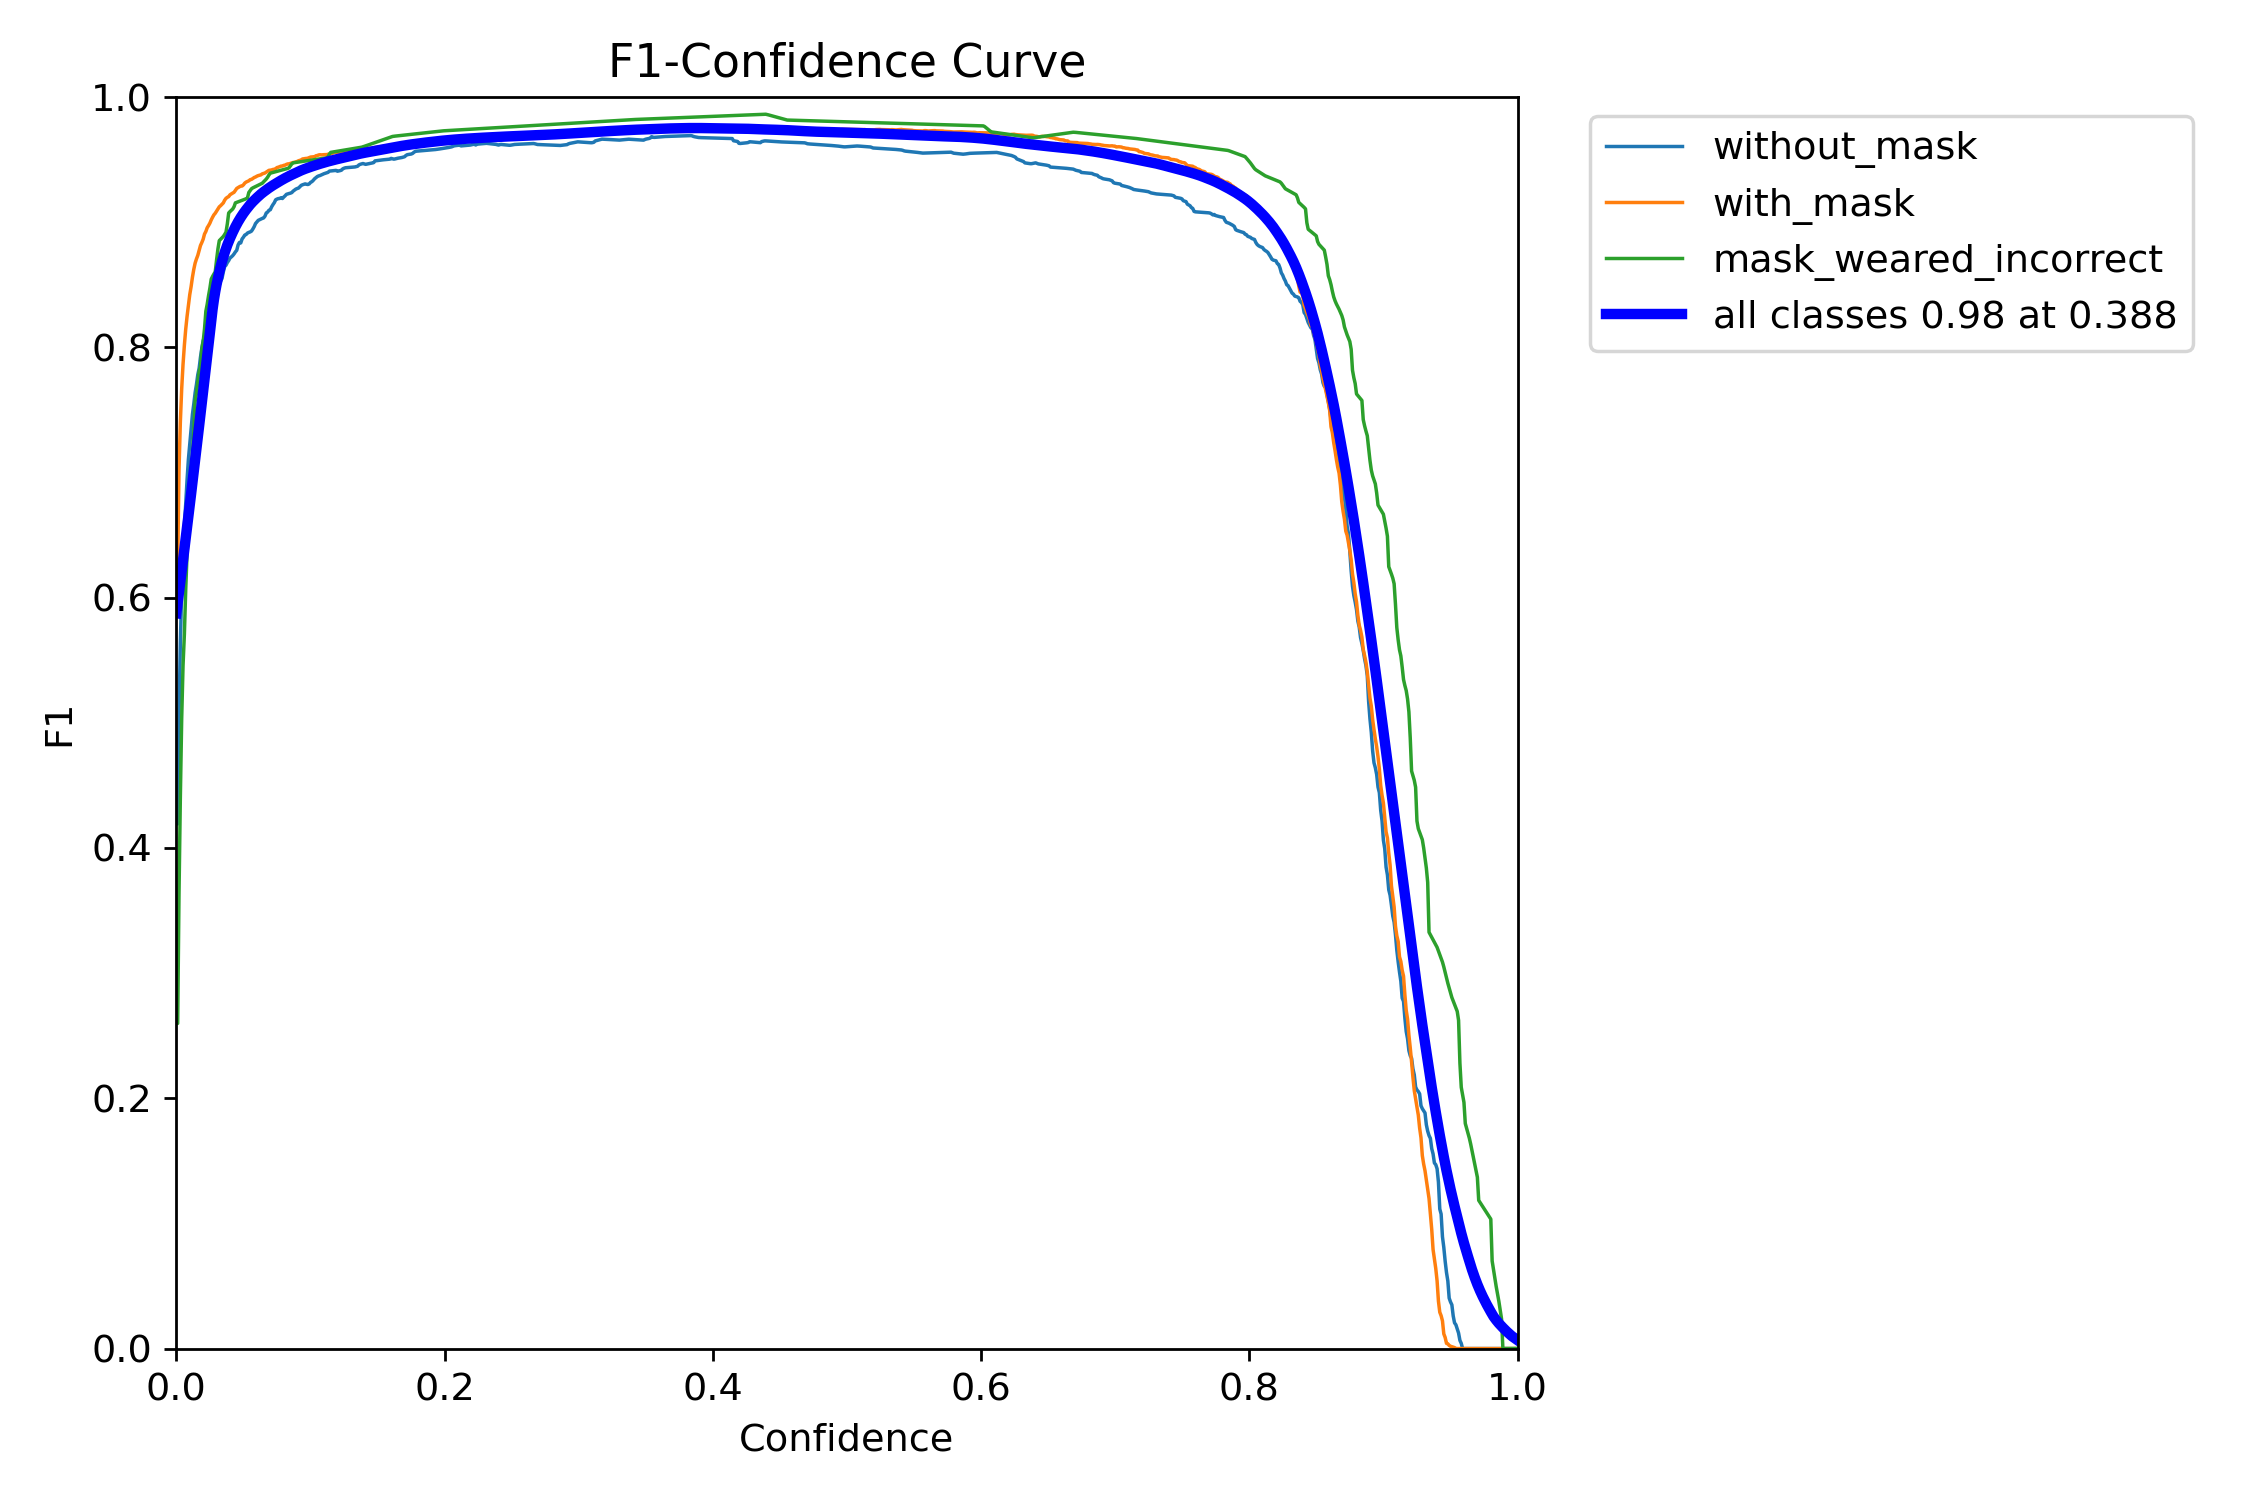 F1-Confidence Curve
1.0
0.8
0.6
0.4
0.2
0.0
F1
0.0 0.2 0.4 0.6 0.8 1.0
Confidence
without_mask
with_mask
mask_weared_incorrect
all classes 0.98 at 0.388